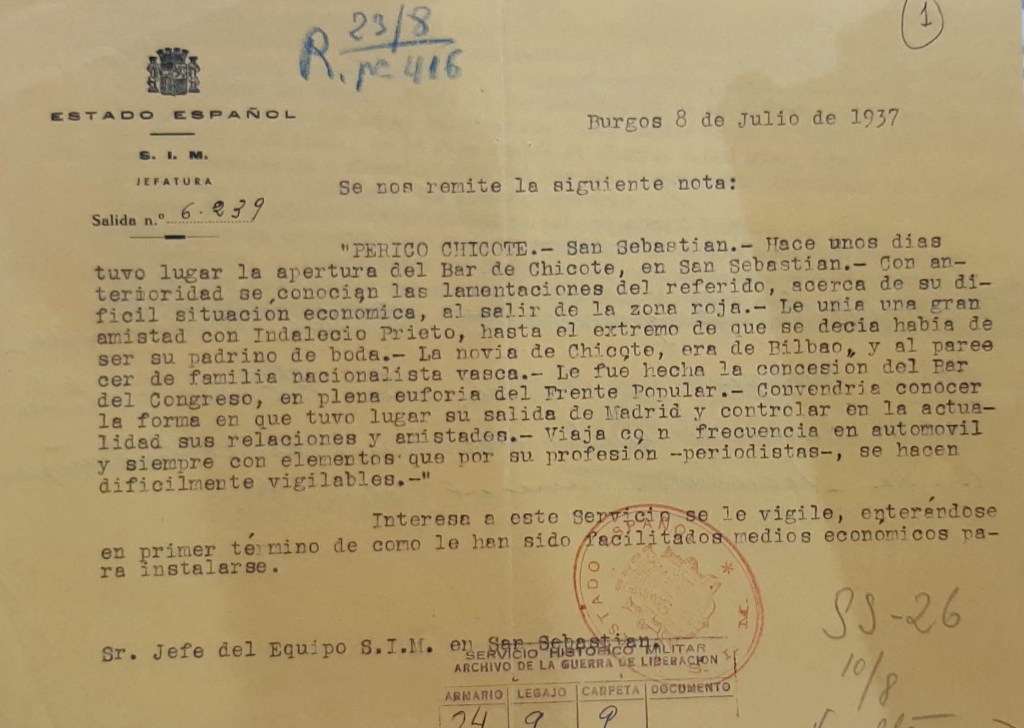 1
23/8
R. nº 416
ESTADO ESPAÑOL
S. I. M.
JEFATURA
Salida n.º 6.239
Burgos 8 de Julio de 1937
Se nos remite la siguiente nota:
"PERICO CHICOTE.- San Sebastian.- Hace unos dias
tuvo lugar la apertura del Bar de Chicote, en San Sebastian.- Con an-
terioridad se conocian las lamentaciones del referido, acerca de su di-
ficil situacion economica, al salir de la zona roja.- Le unia una gran
amistad con Indalecio Prieto, hasta el extremo de que se decia habia de
ser su padrino de boda.- La novia de Chicote, era de Bilbao, y al paree
cer de familia nacionalista vasca.- Le fue hecha la concesion del Bar
del Congreso, en plena euforia del Frente Popular.- Convendria conocer
la forma en que tuvo lugar su salida de Madrid y controlar en la actua-
lidad sus relaciones y amistades.- Viaja co n frecuencia en automovil
y siempre con elementos que por su profesion -periodistas-, se hacen
dificilmente vigilables.-"
Interesa a este Servicio se le vigile, enterándose
en primer término de como le han sido facilitados medios economicos pa-
ra instalarse.
ESTADO ESPAÑOL * S. I. M.
SS-26
10/8
Sr. Jefe del Equipo S.I.M. en San Sebastian.
SERVICIO HISTORICO MILITAR
ARCHIVO DE LA GUERRA DE LIBERACION
ARMARIO LEGAJO CARPETA DOCUMENTO
24 9 9